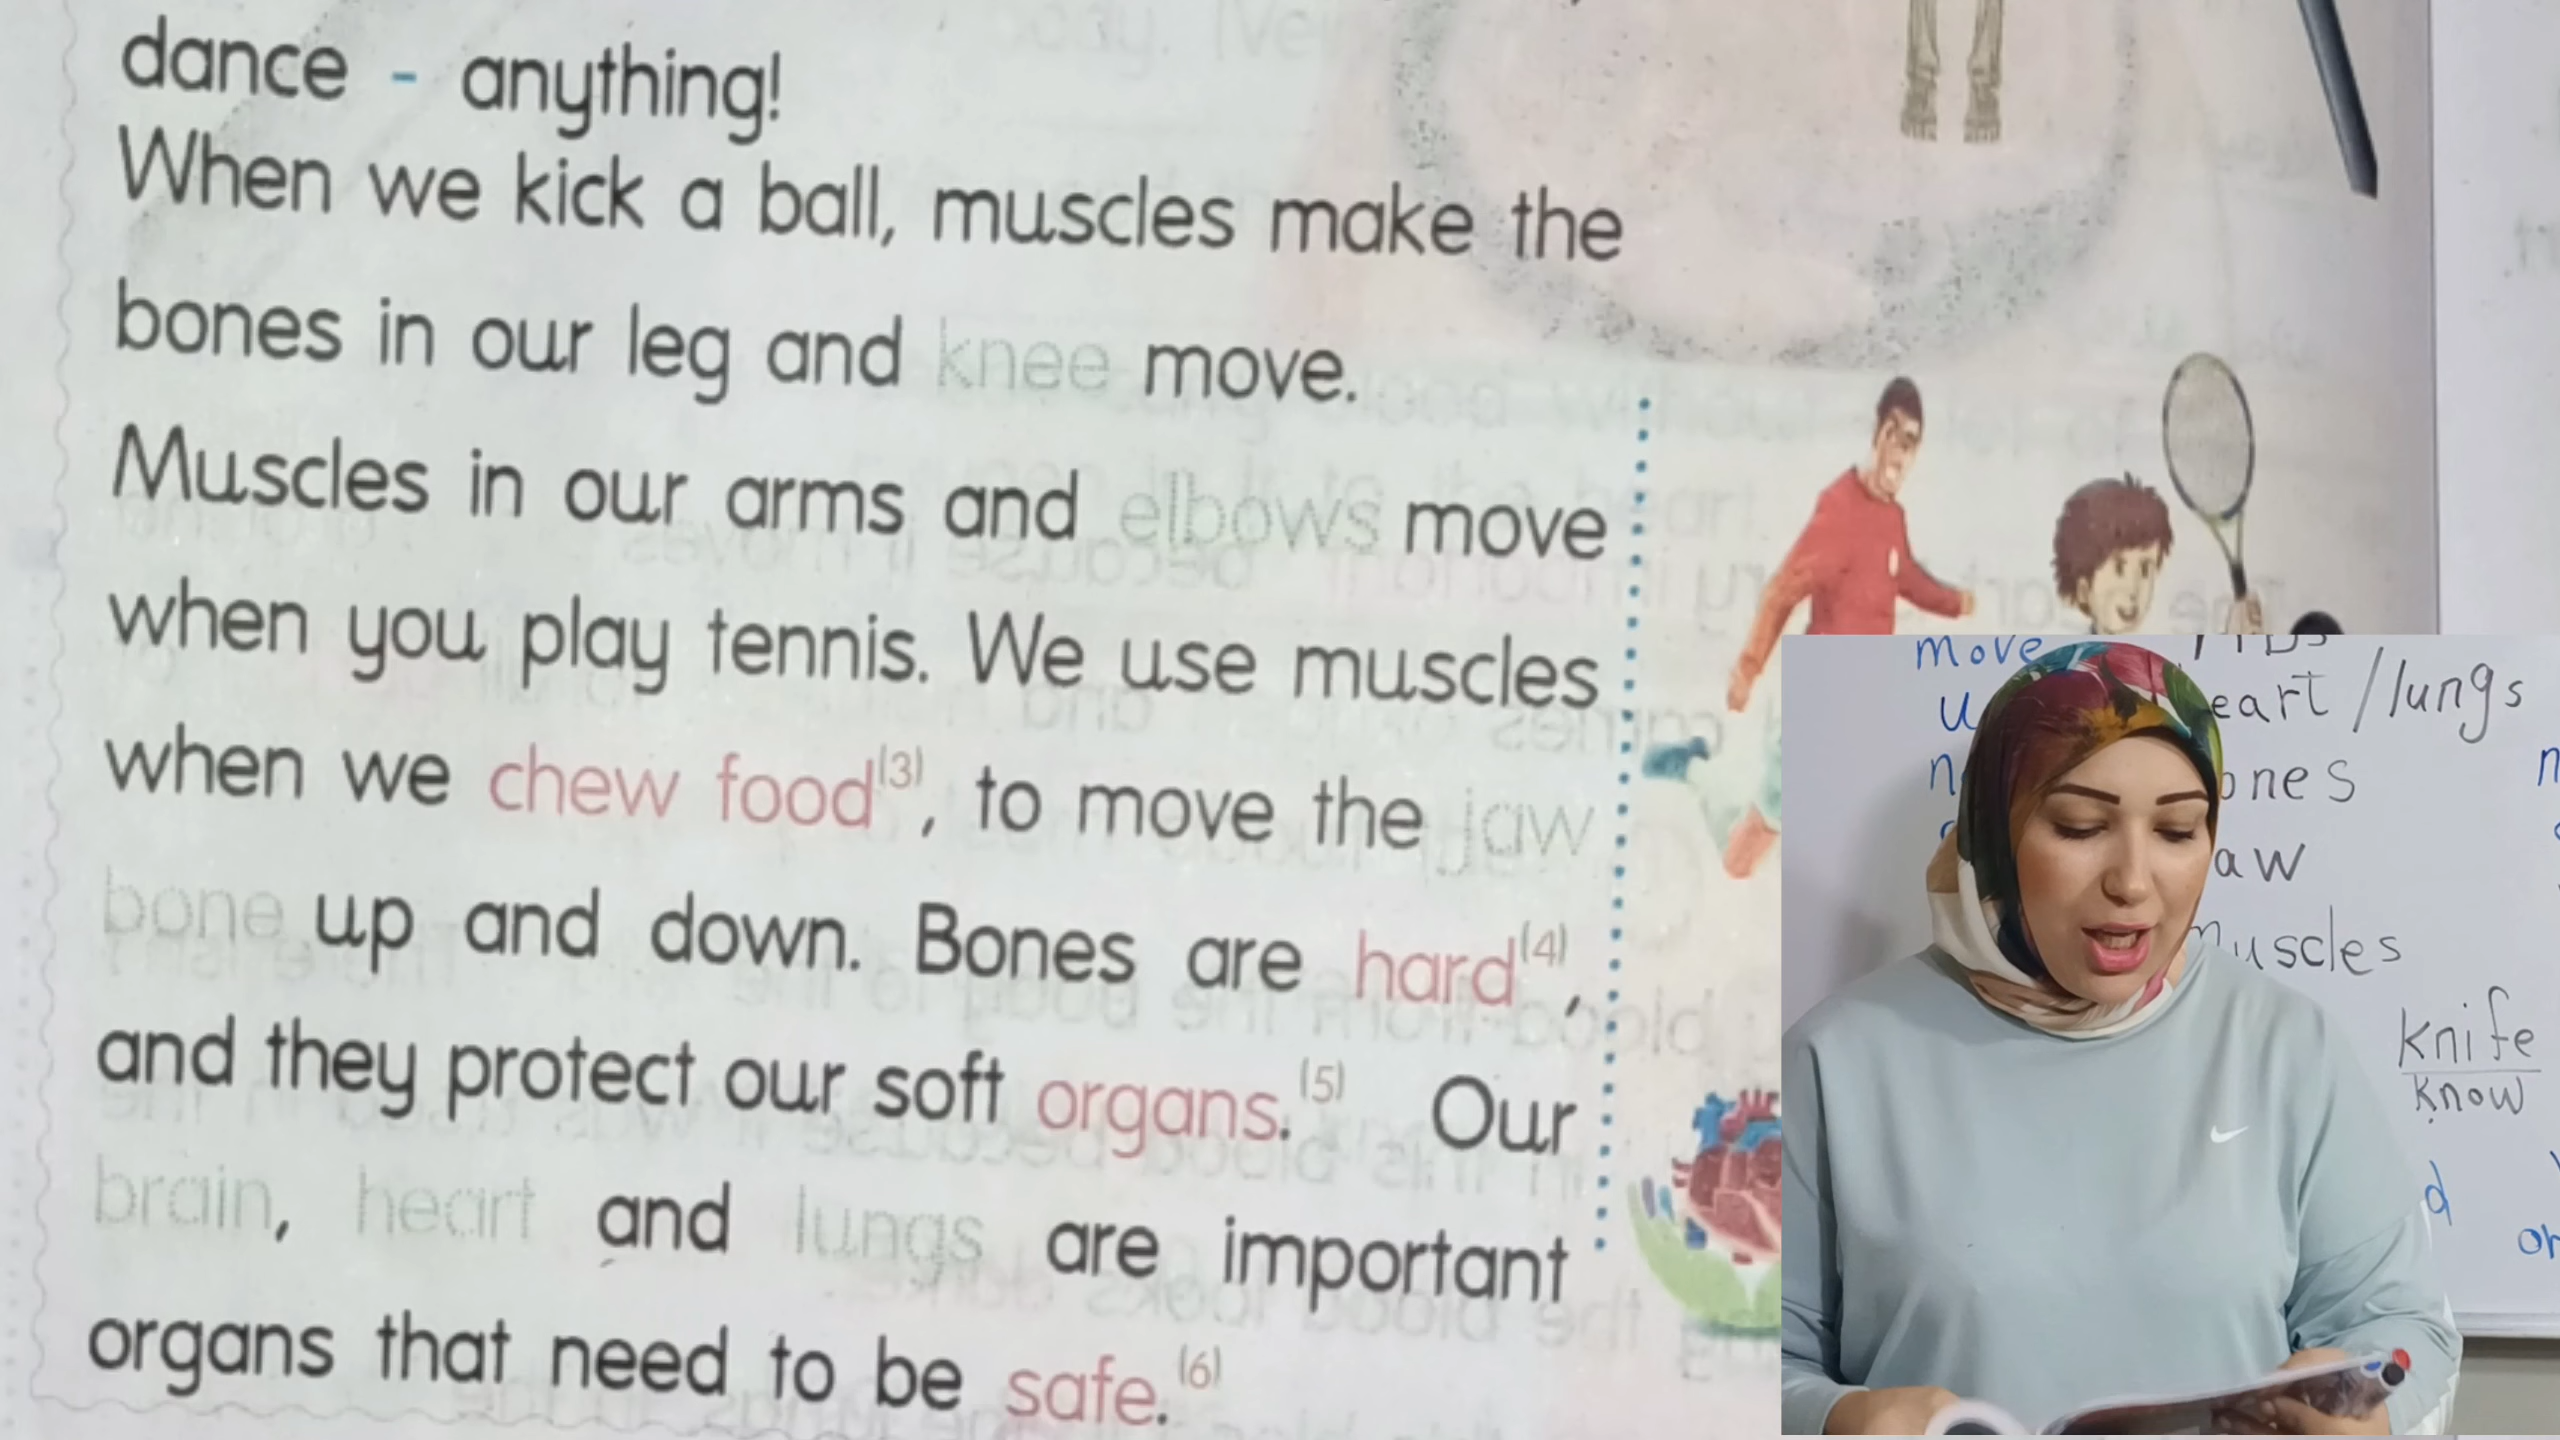 dance - anything!
When we kick a ball, muscles make the
bones in our leg and knee move.
Muscles in our arms and elbows move
when you play tennis. We use muscles
when we chew food(3), to move the jaw
bone up and down. Bones are hard(4),
and they protect our soft organs.(5) Our
brain, heart and lungs are important
organs that need to be safe.(6)
move
eart / lungs
ones
aw
muscles
knife
know
d